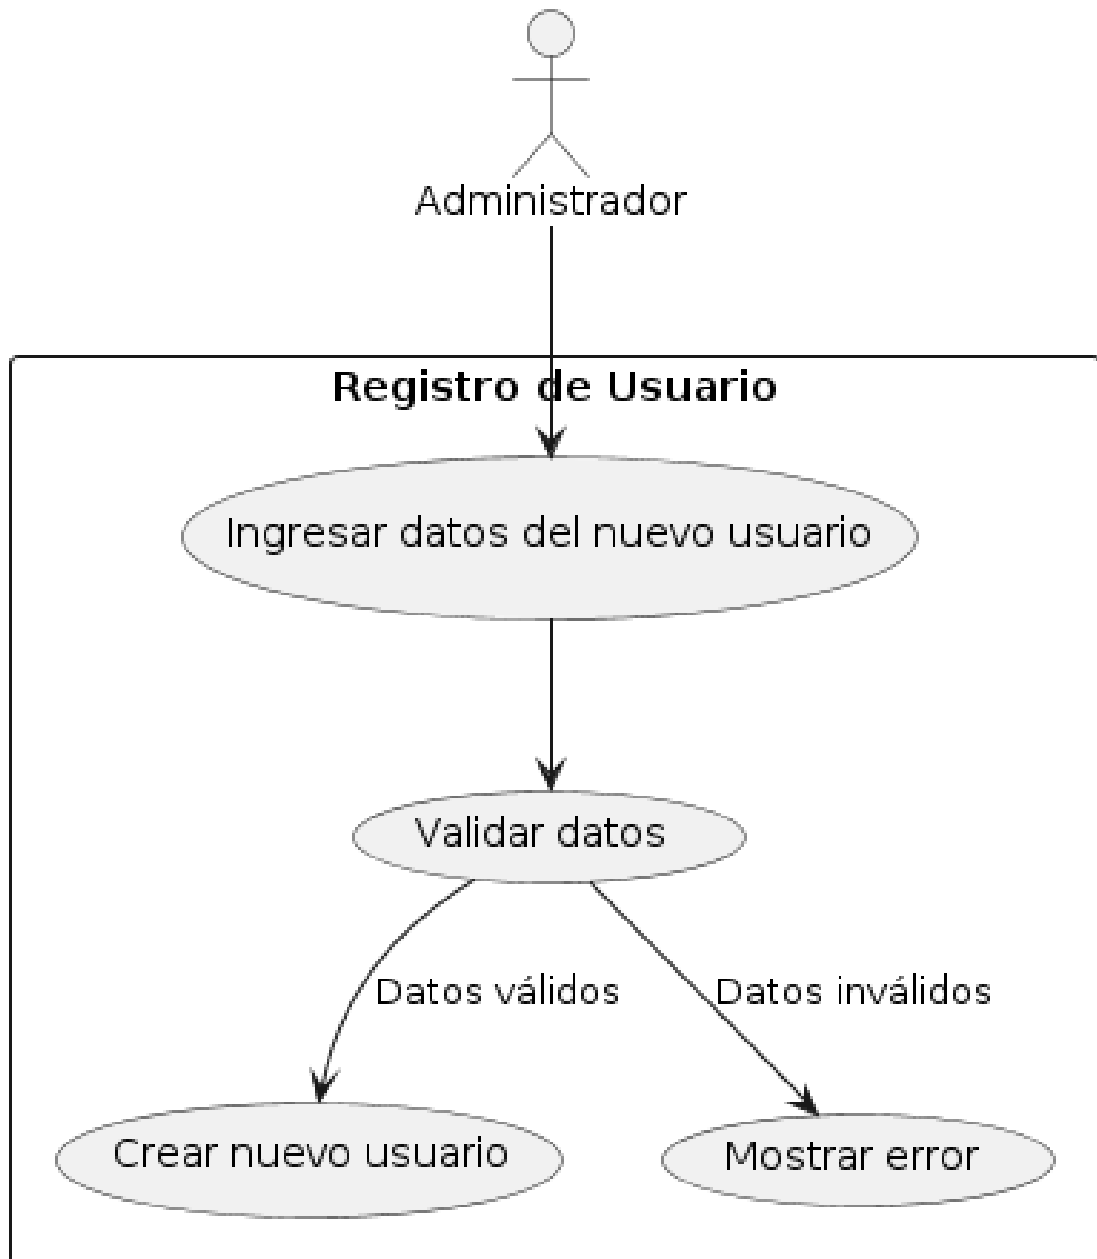 Administrador
Registro de Usuario
Ingresar datos del nuevo usuario
Validar datos
Datos válidos
Datos inválidos
Crear nuevo usuario
Mostrar error